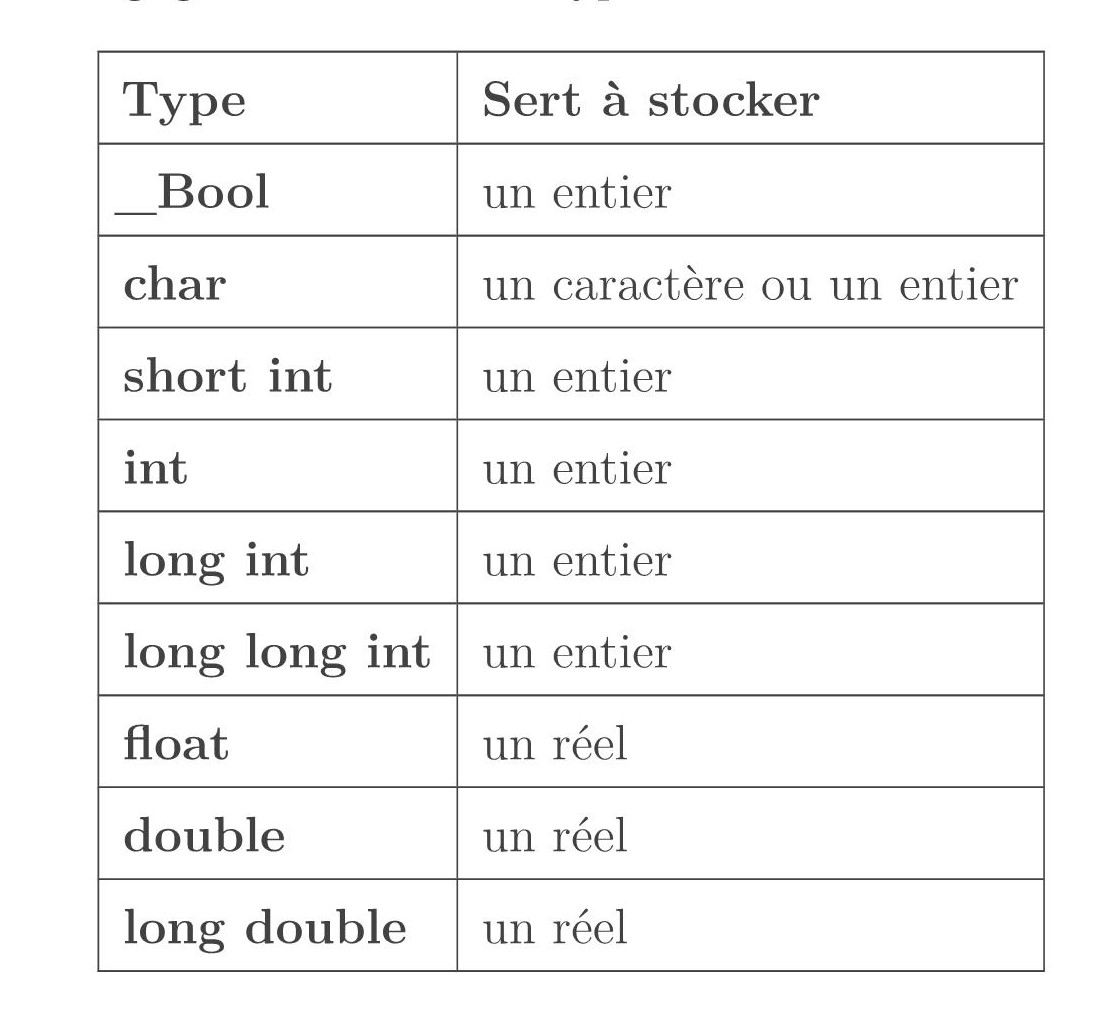 Type Sert à stocker
_Bool un entier
char un caractère ou un entier
short int un entier
int un entier
long int un entier
long long int un entier
float un réel
double un réel
long double un réel